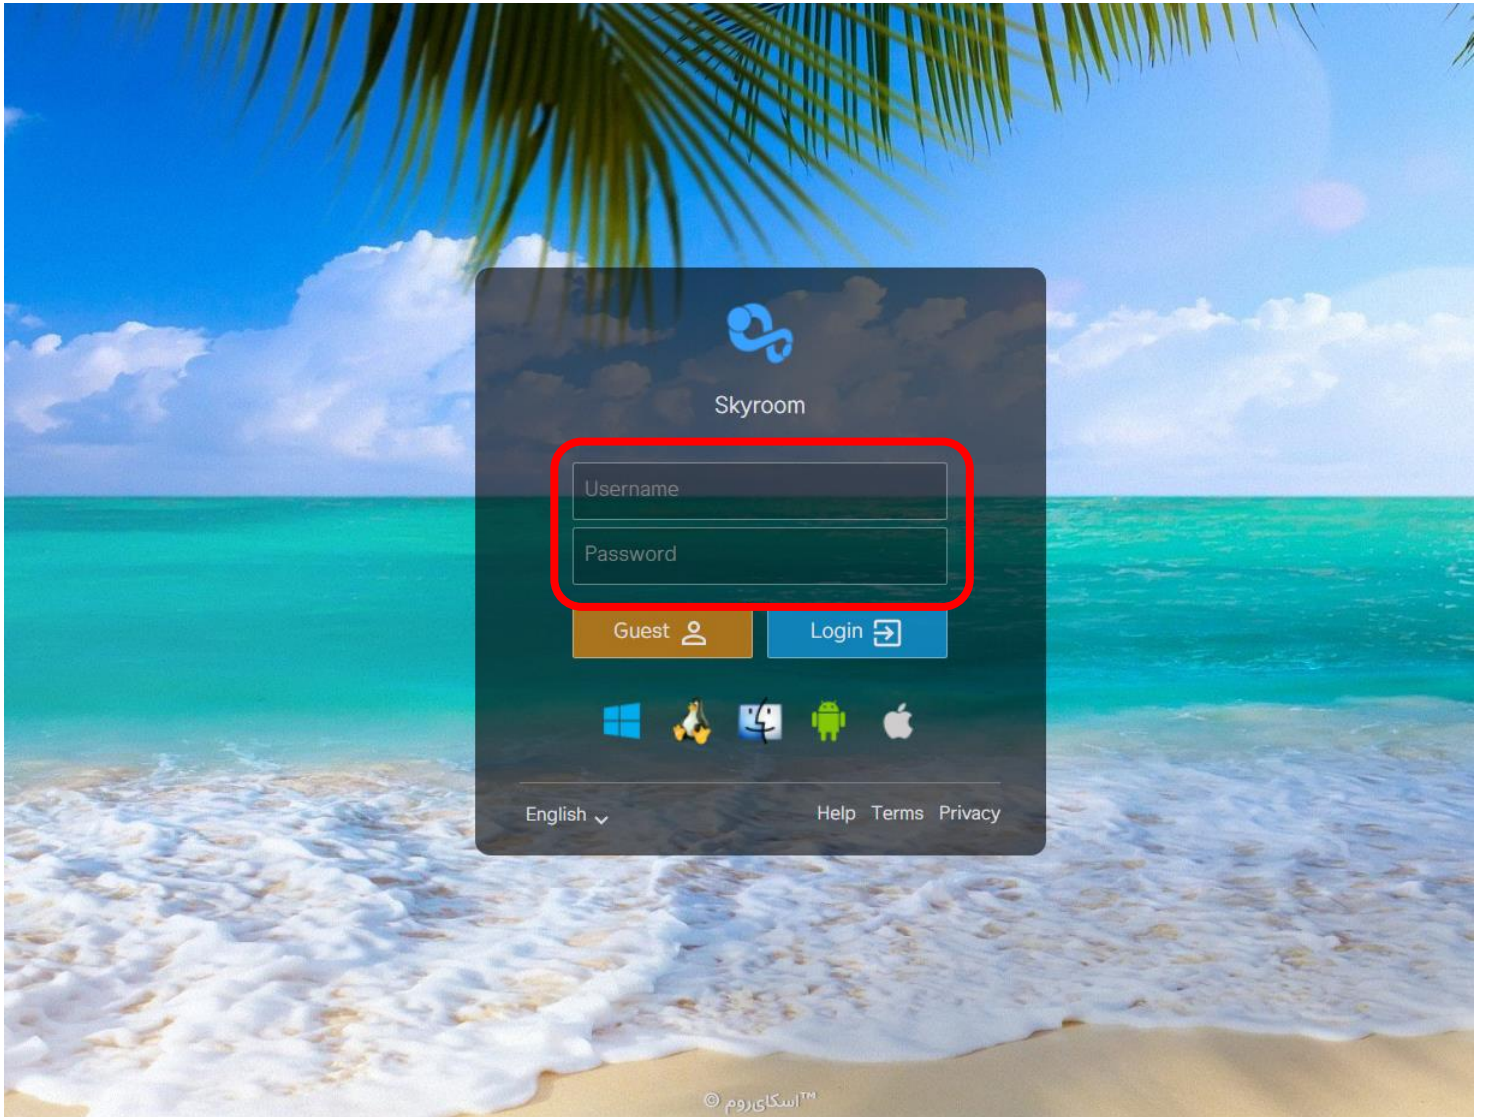 Skyroom
Username
Password
Guest Login
English Help Terms Privacy
اسکای‌روم™ ©